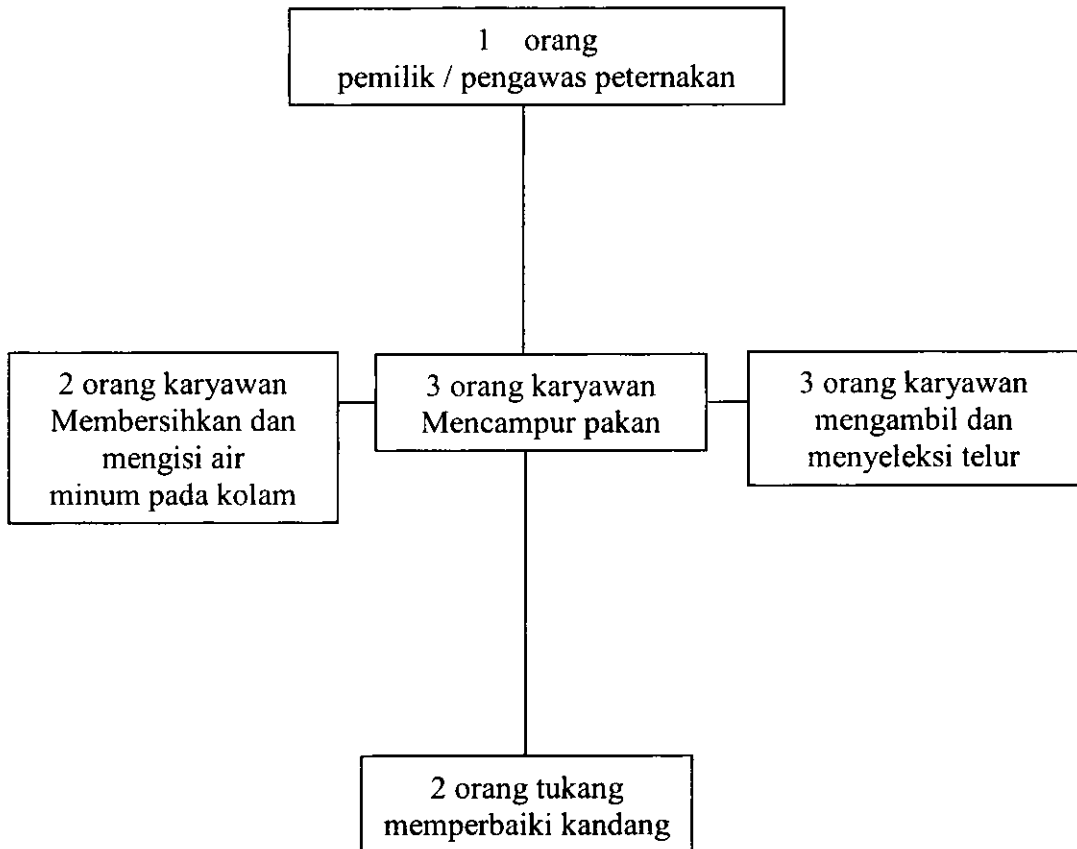 1 orang
pemilik / pengawas peternakan
2 orang karyawan
Membersihkan dan
mengisi air
minum pada kolam
3 orang karyawan
Mencampur pakan
3 orang karyawan
mengambil dan
menyeleksi telur
2 orang tukang
memperbaiki kandang